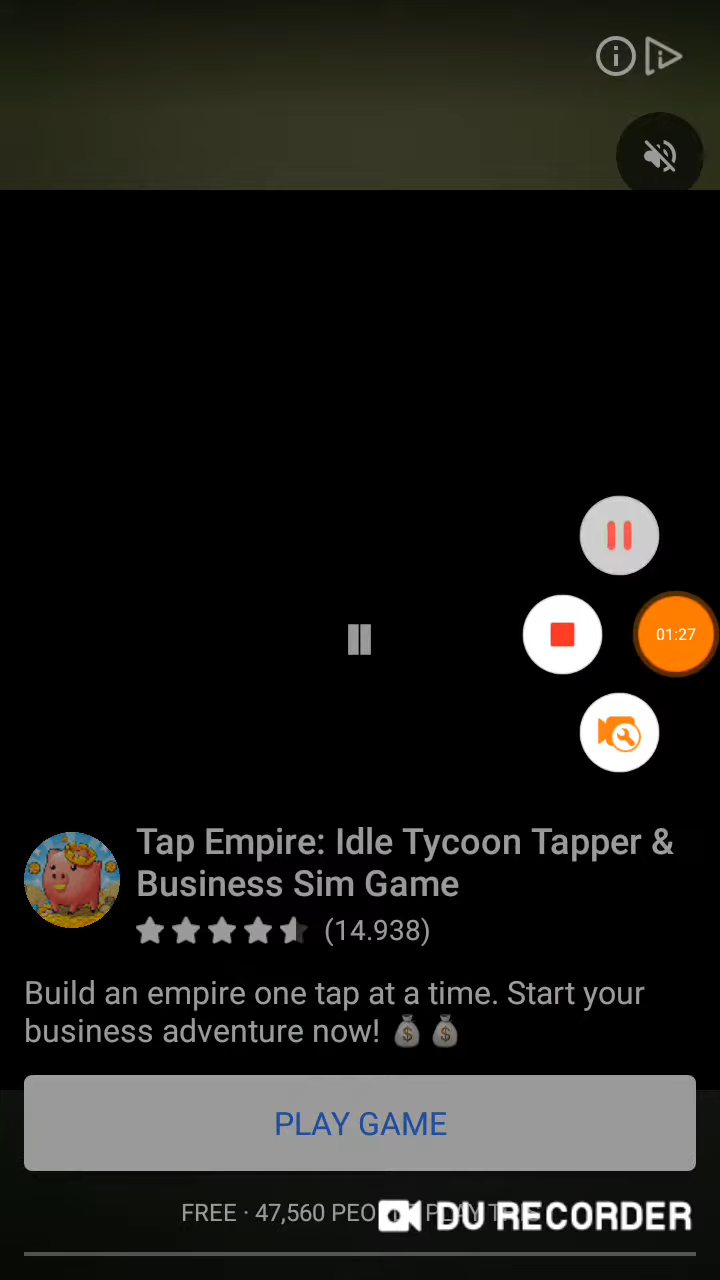 01:27
Tap Empire: Idle Tycoon Tapper &
Business Sim Game
(14.938)
Build an empire one tap at a time. Start your
business adventure now! 💰💰
PLAY GAME
FREE · 47,560
DU RECORDER